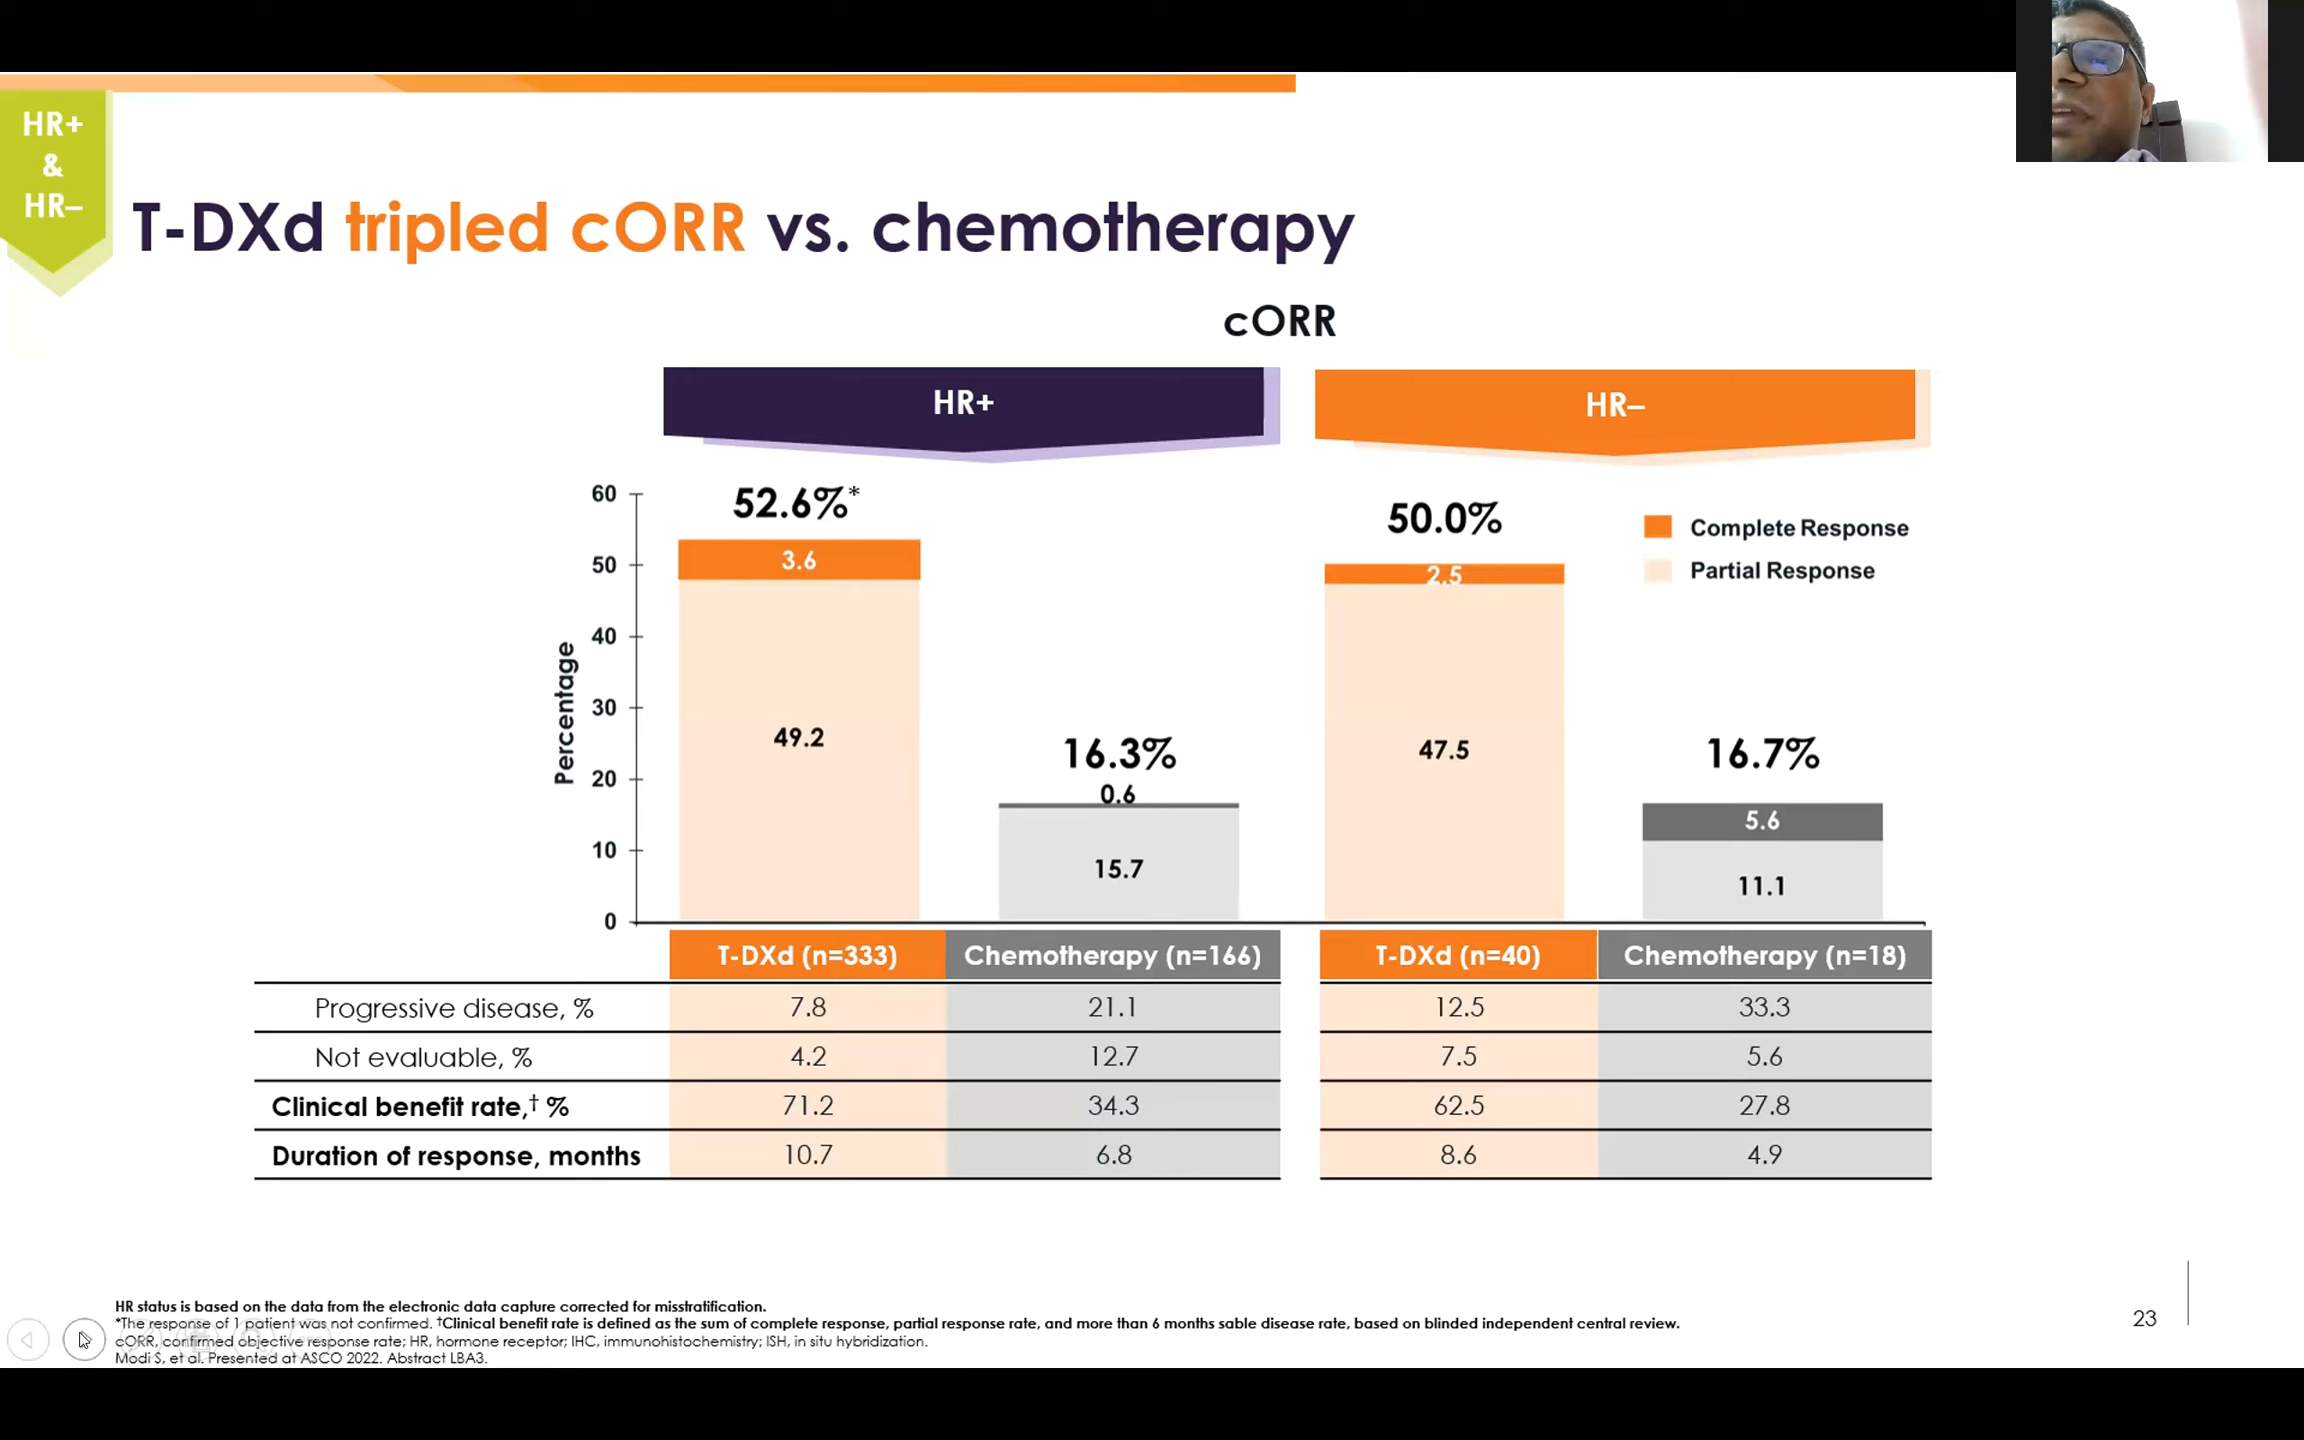 HR+
&
HR–
T-DXd tripled cORR vs. chemotherapy
cORR
HR+
HR–
Percentage
60
50
40
30
20
10
0
52.6%*
3.6
49.2
16.3%
0.6
15.7
50.0%
2.5
47.5
16.7%
5.6
11.1
Complete Response
Partial Response
T-DXd (n=333) Chemotherapy (n=166) T-DXd (n=40) Chemotherapy (n=18)
Progressive disease, % 7.8 21.1 12.5 33.3
Not evaluable, % 4.2 12.7 7.5 5.6
Clinical benefit rate,† % 71.2 34.3 62.5 27.8
Duration of response, months 10.7 6.8 8.6 4.9
HR status is based on the data from the electronic data capture corrected for misstratification.
*The response of 1 patient was not confirmed. †Clinical benefit rate is defined as the sum of complete response, partial response rate, and more than 6 months sable disease rate, based on blinded independent central review.
cORR, confirmed objective response rate; HR, hormone receptor; IHC, immunohistochemistry; ISH, in situ hybridization.
Modi S, et al. Presented at ASCO 2022. Abstract LBA3.
23